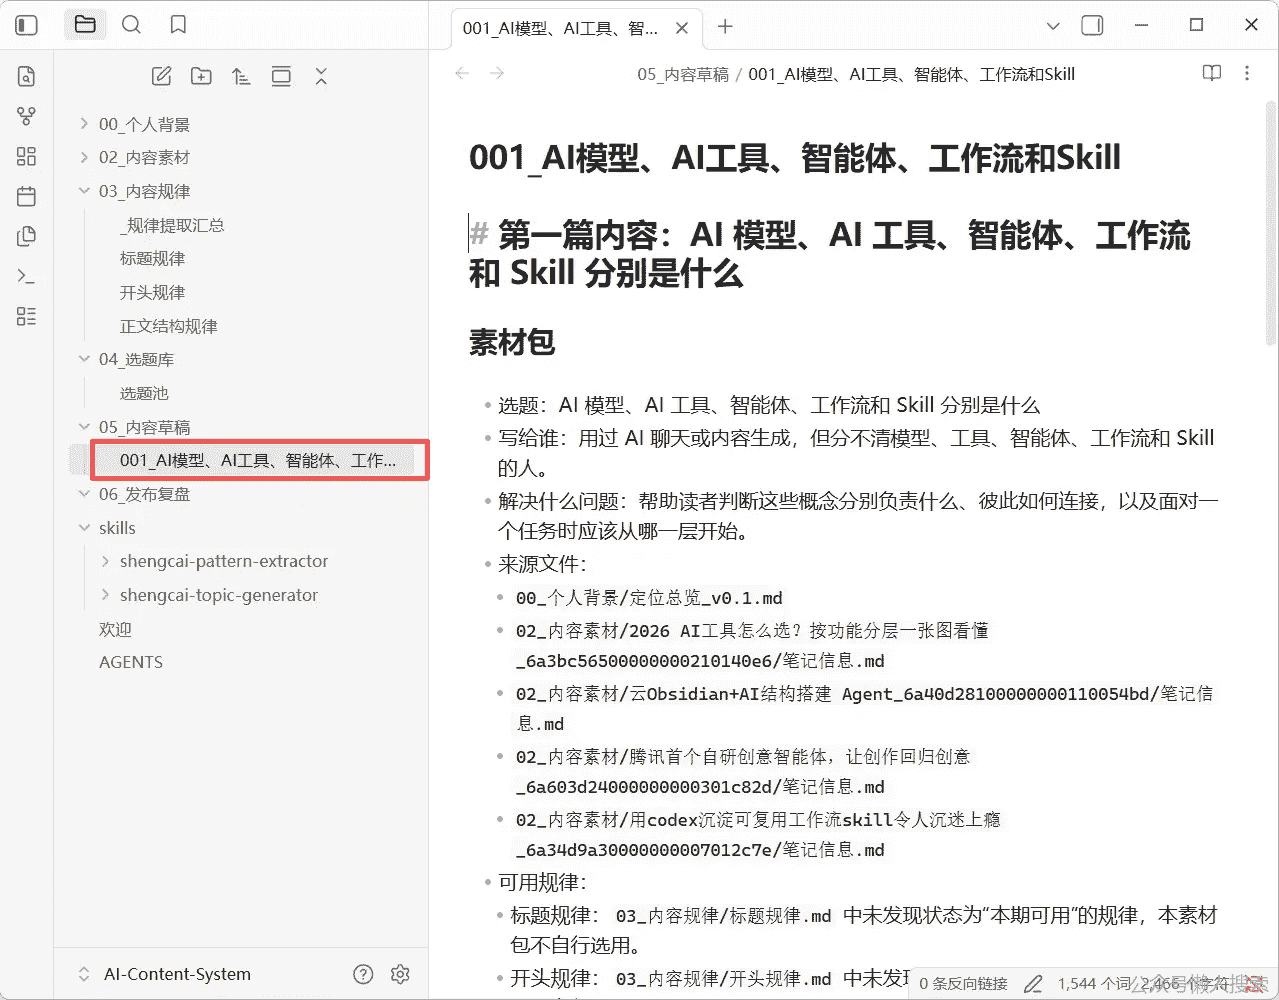 001_AI模型、AI工具、智...
05_内容草稿 / 001_AI模型、AI工具、智能体、工作流和Skill
00_个人背景
02_内容素材
03_内容规律
_规律提取汇总
标题规律
开头规律
正文结构规律
04_选题库
选题池
05_内容草稿
001_AI模型、AI工具、智能体、工作...
06_发布复盘
skills
shengcai-pattern-extractor
shengcai-topic-generator
欢迎
AGENTS
AI-Content-System
001_AI模型、AI工具、智能体、工作流和Skill
# 第一篇内容：AI 模型、AI 工具、智能体、工作流
和 Skill 分别是什么
素材包
选题：AI 模型、AI 工具、智能体、工作流和 Skill 分别是什么
写给谁：用过 AI 聊天或内容生成，但分不清模型、工具、智能体、工作流和 Skill
的人。
解决什么问题：帮助读者判断这些概念分别负责什么、彼此如何连接，以及面对一
个任务时应该从哪一层开始。
来源文件：
00_个人背景/定位总览_v0.1.md
02_内容素材/2026 AI工具怎么选？按功能分层一张图看懂
_6a3bc56500000000210140e6/笔记信息.md
02_内容素材/云Obsidian+AI结构搭建 Agent_6a40d28100000000110054bd/笔记信
息.md
02_内容素材/腾讯首个自研创意智能体，让创作回归创意
_6a603d24000000000301c82d/笔记信息.md
02_内容素材/用codex沉淀可复用工作流skill令人沉迷上瘾
_6a34d9a30000000007012c7e/笔记信息.md
可用规律：
标题规律： 03_内容规律/标题规律.md 中未发现状态为“本期可用”的规律，本素材
包不自行选用。
开头规律： 03_内容规律/开头规律.md 中未发现
0 条反向链接 1,544 个词 2,466 个字符
公众号懒人搜索